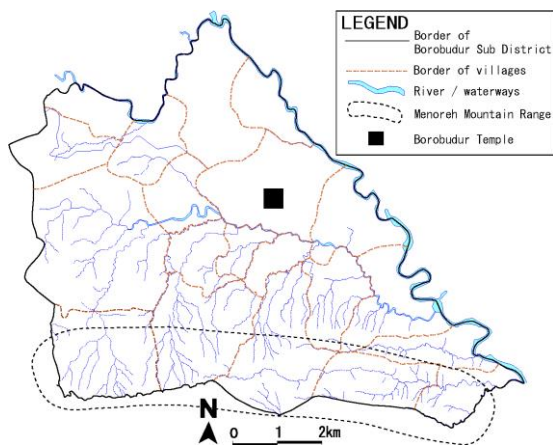 LEGEND
Border of
Borobudur Sub District
Border of villages
River / waterways
Menoreh Mountain Range
Borobudur Temple
N
0 1 2km